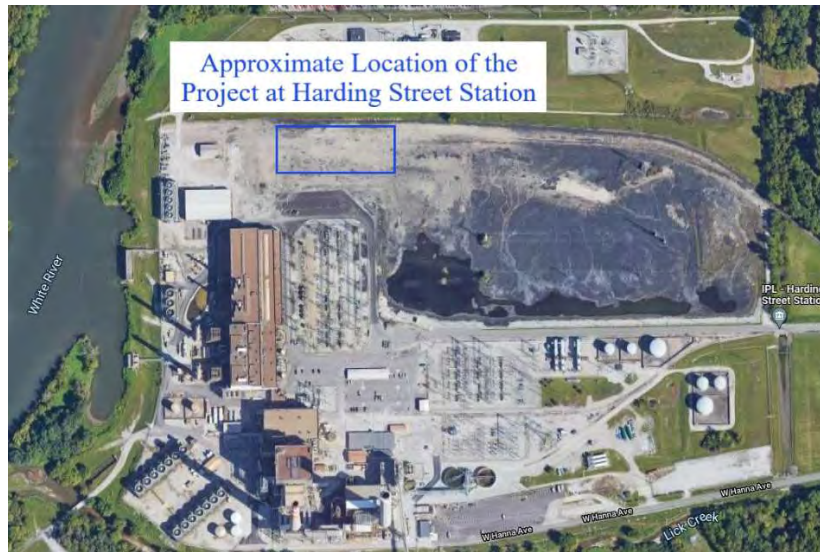 Approximate Location of the
Project at Harding Street Station
White River
IPL - Harding
Street Statio
W Hanna Ave
W Hanna Ave
W Hanna Ave
Lick Creek